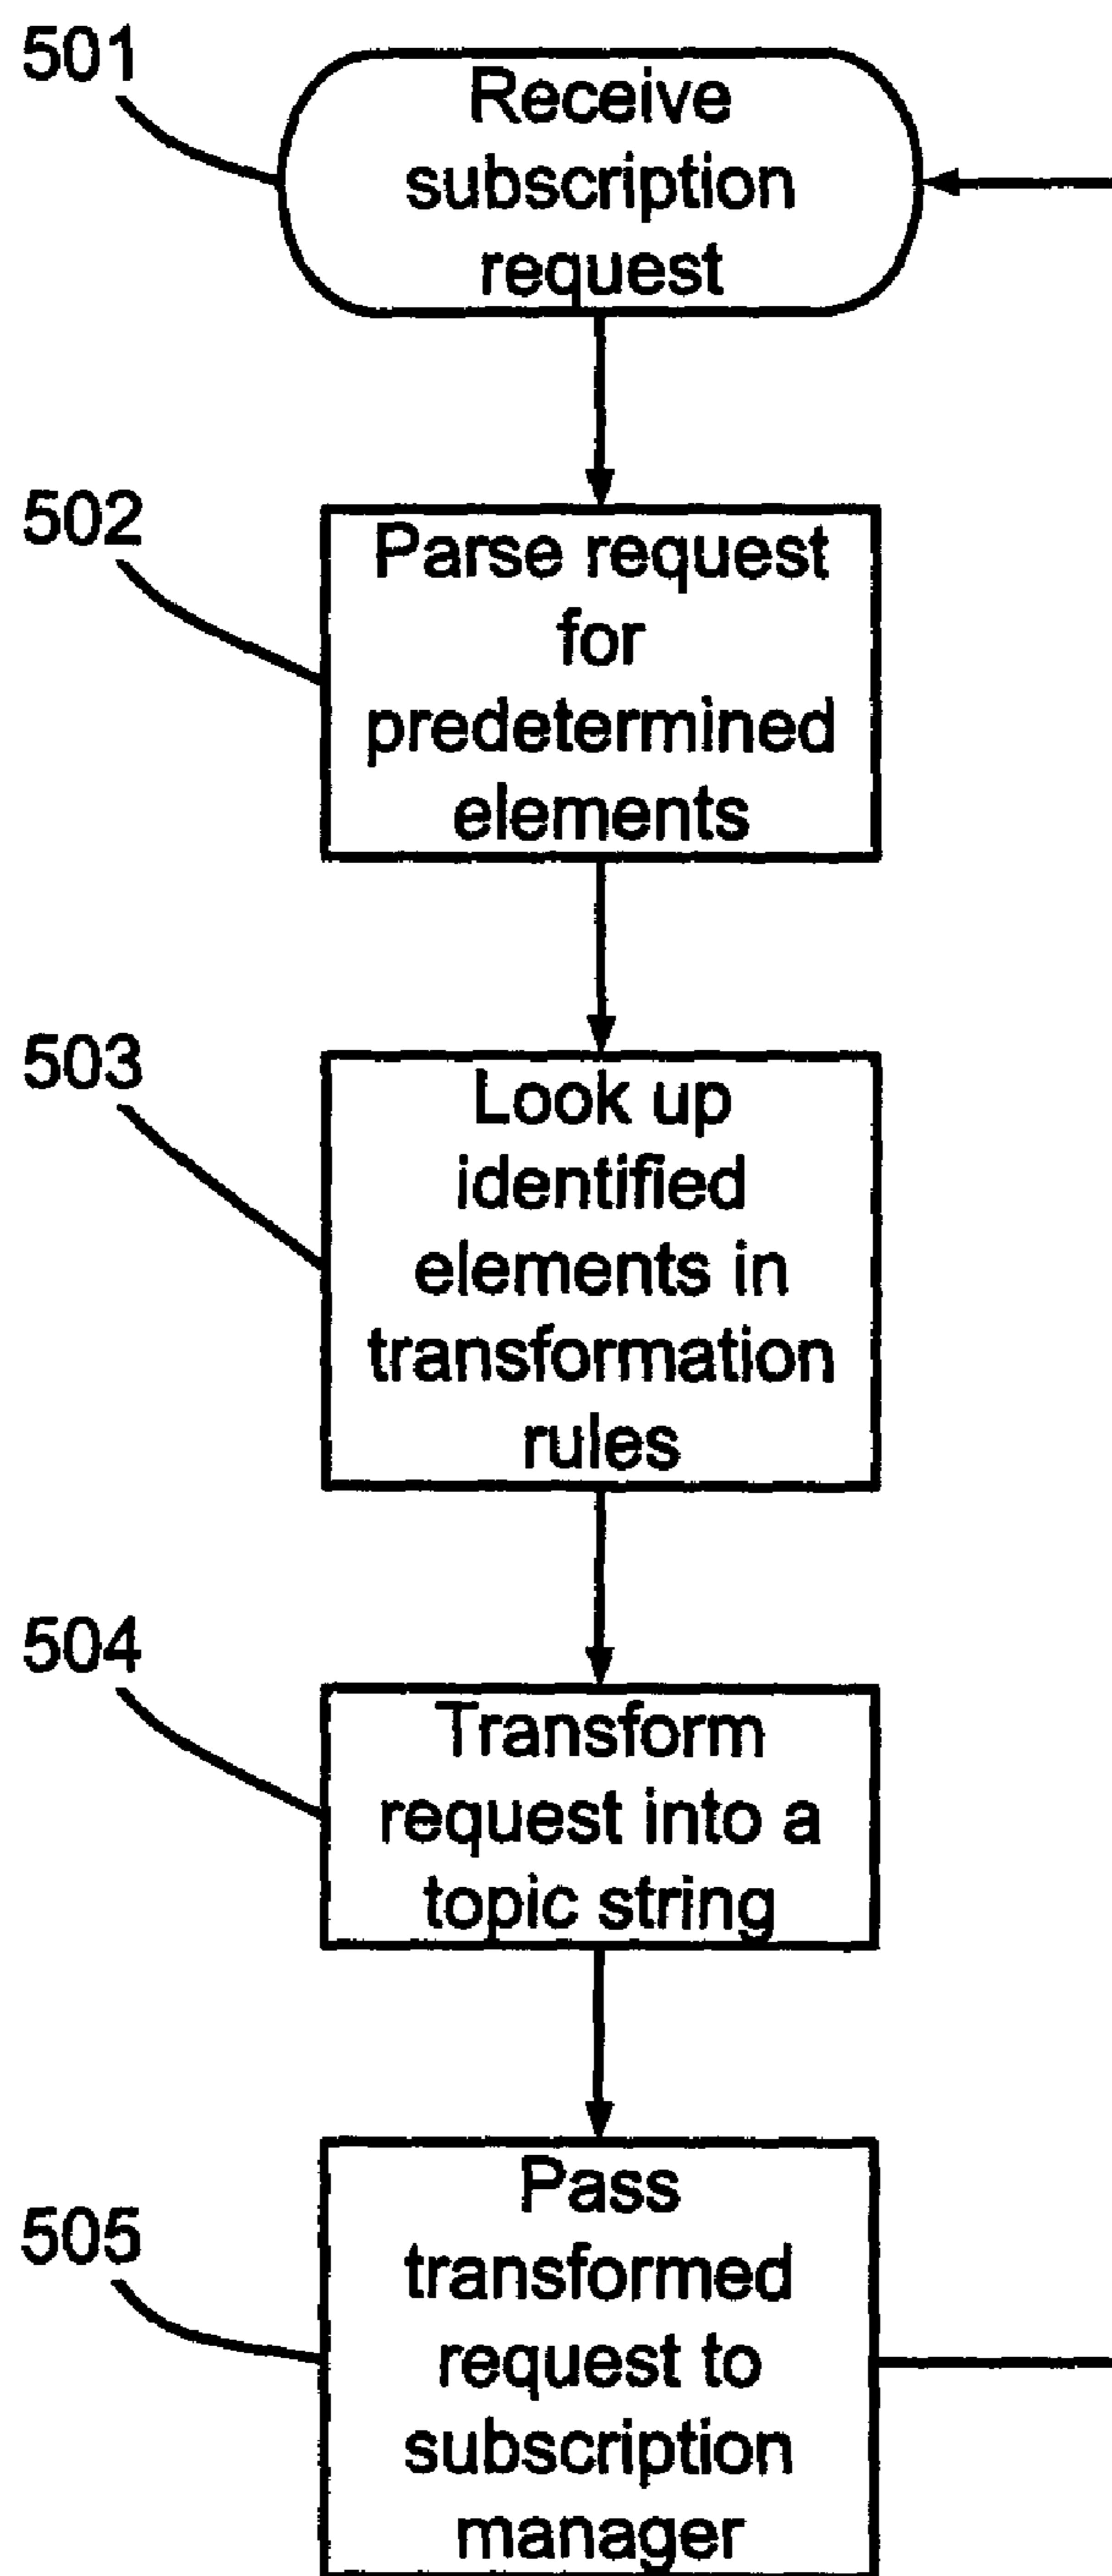 501
Receive
subscription
request
502
Parse request
for
predetermined
elements
503
Look up
identified
elements in
transformation
rules
504
Transform
request into a
topic string
505
Pass
transformed
request to
subscription
manager